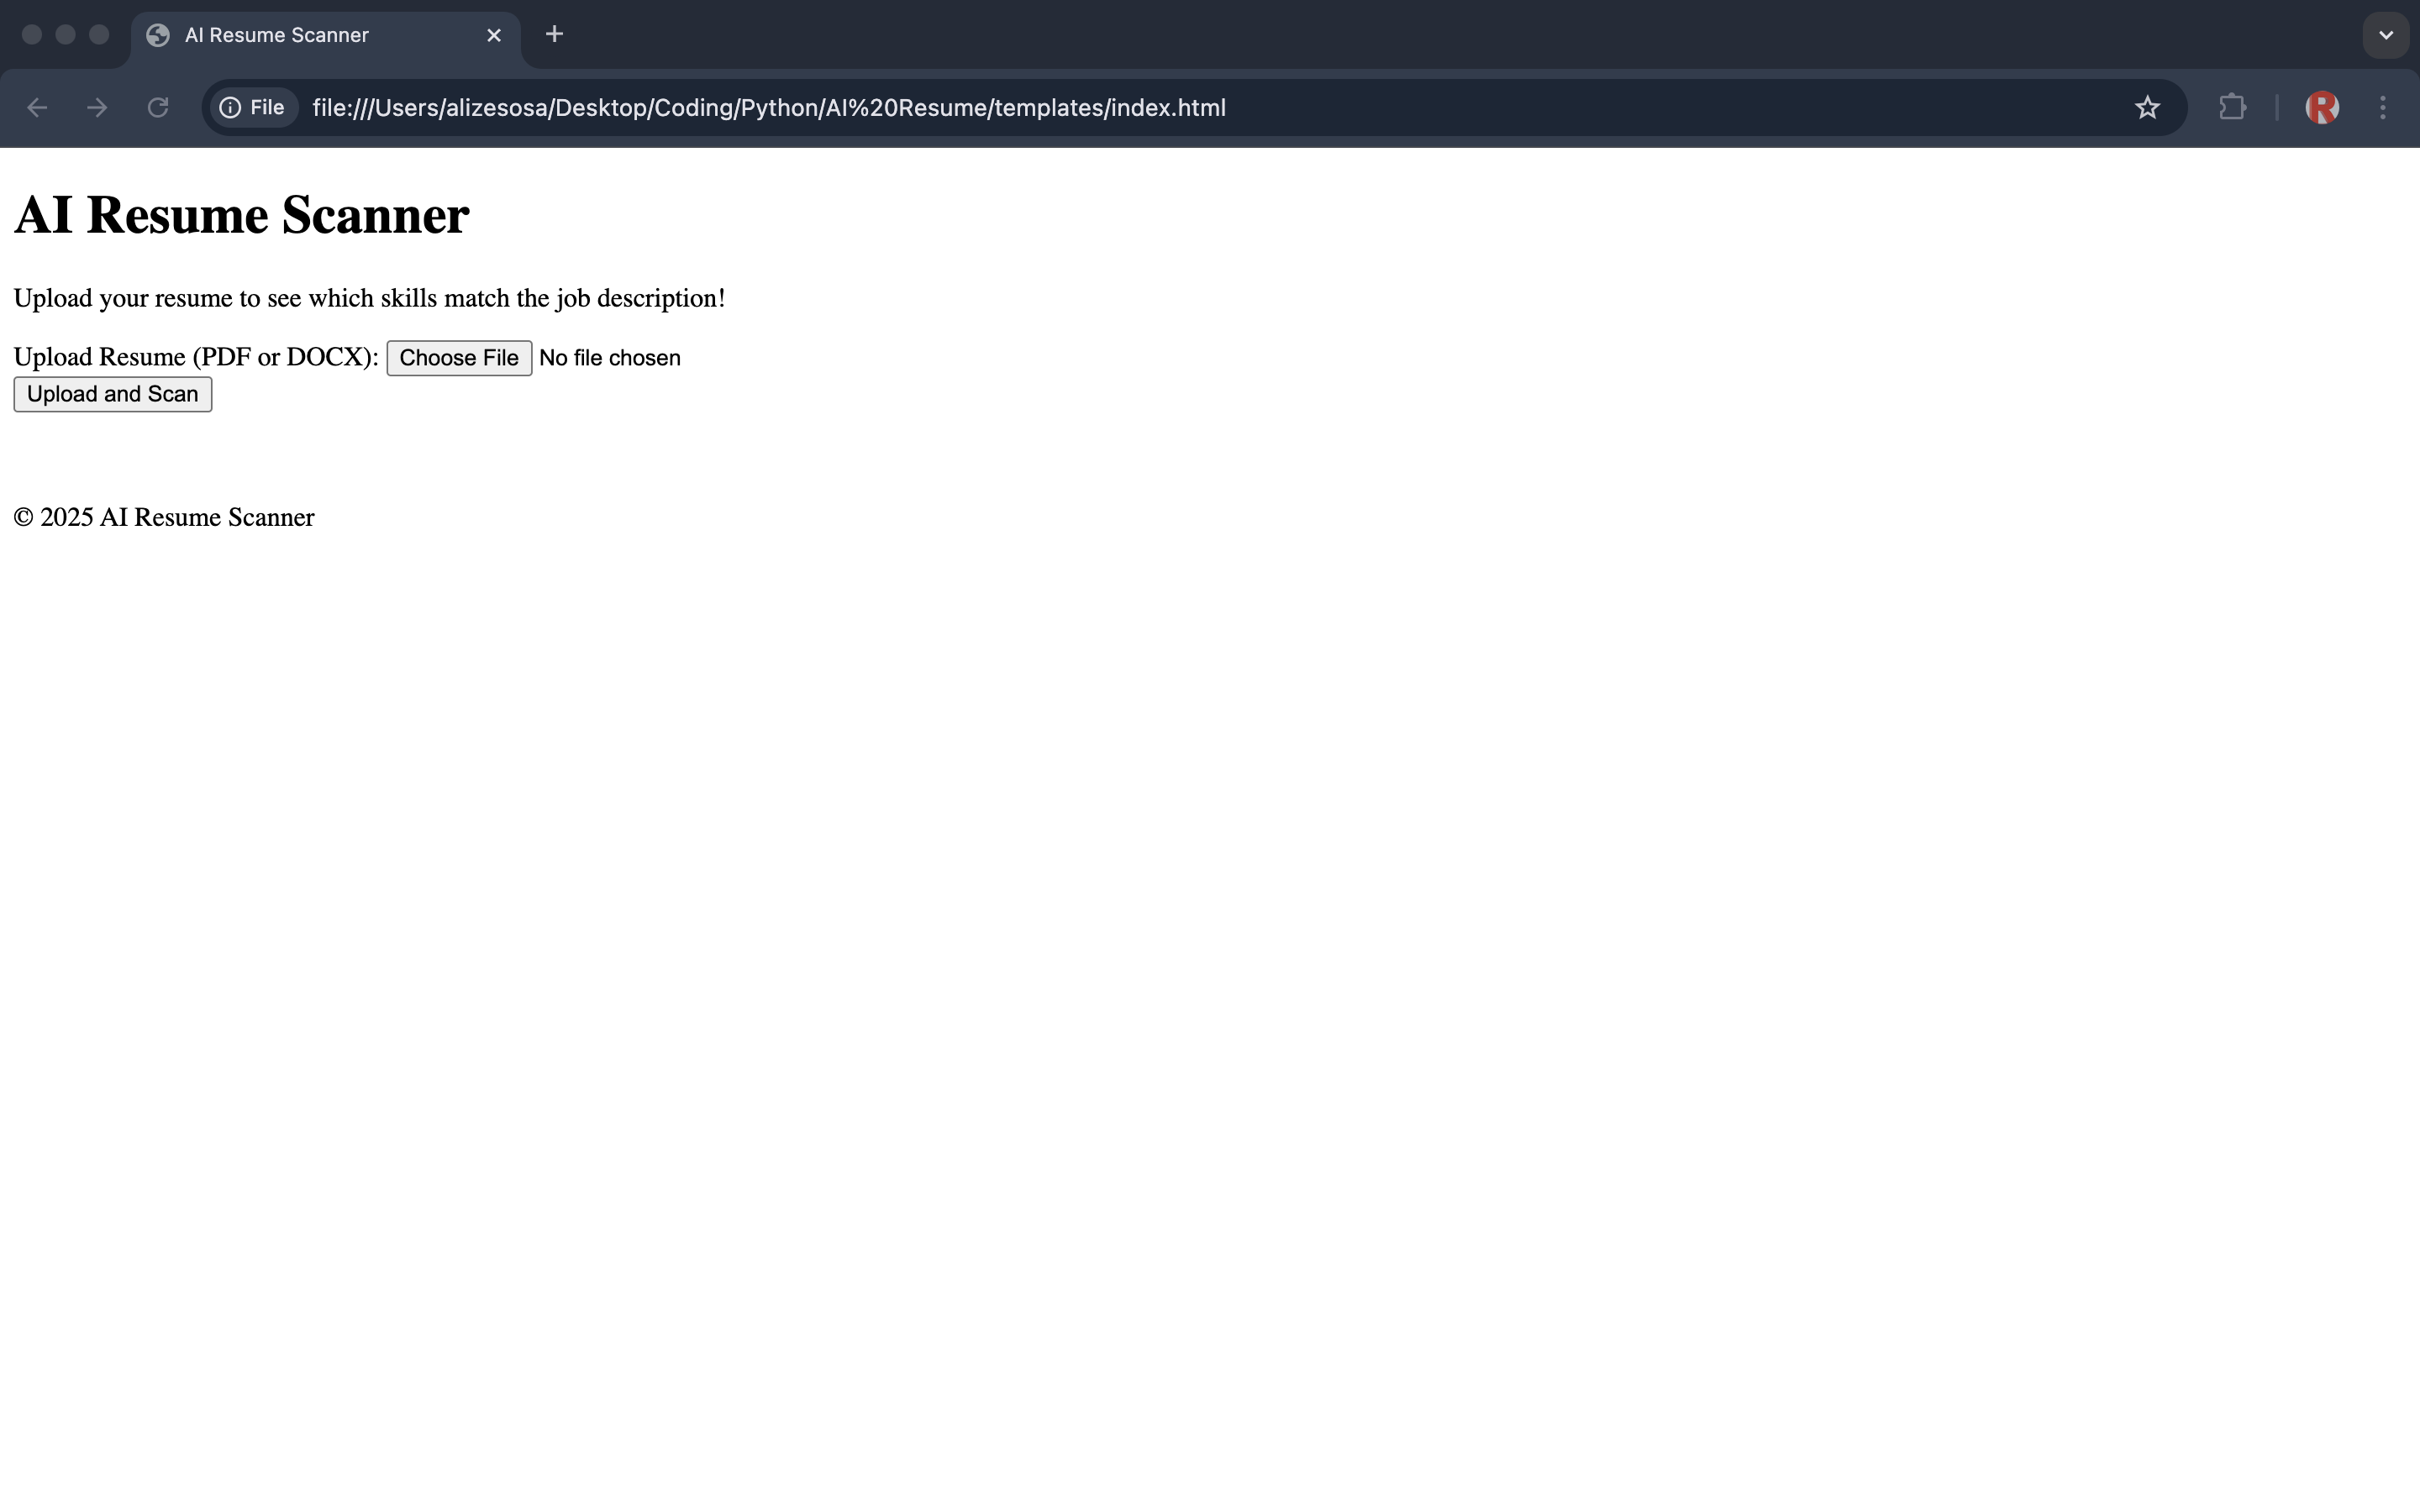 AI Resume Scanner
File file:///Users/alizesosa/Desktop/Coding/Python/AI%20Resume/templates/index.html
R
AI Resume Scanner
Upload your resume to see which skills match the job description!
Upload Resume (PDF or DOCX): Choose File No file chosen
Upload and Scan
© 2025 AI Resume Scanner